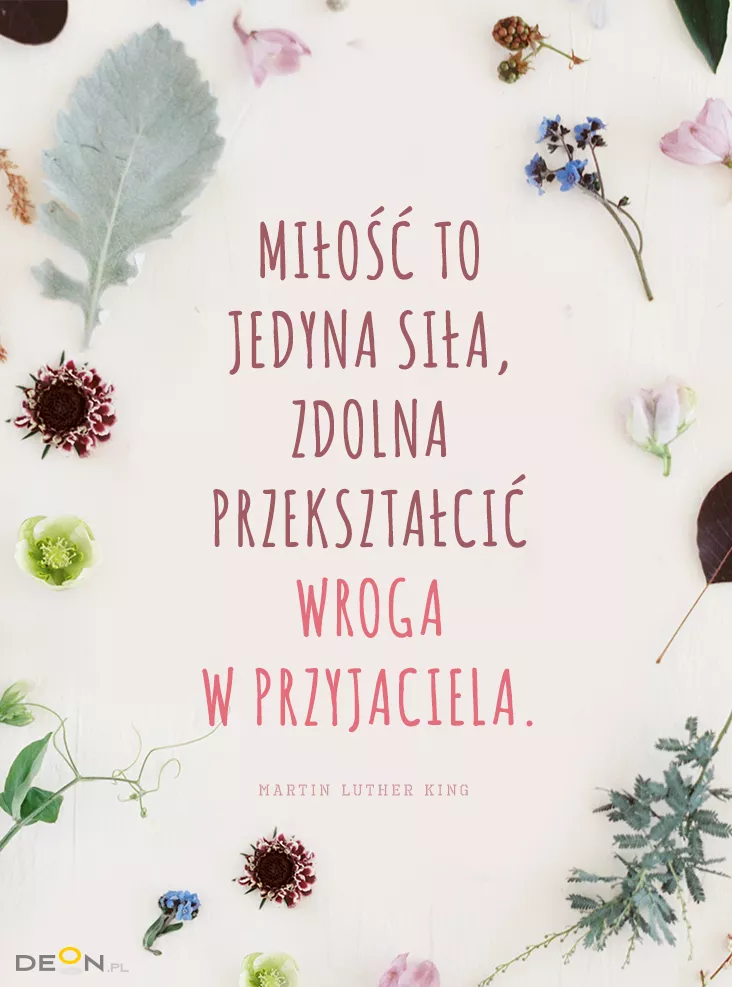 MIŁOŚĆ TO
JEDYNA SIŁA,
ZDOLNA
PRZEKSZTAŁCIĆ
WROGA
W PRZYJACIELA.
MARTIN LUTHER KING
DEON.PL